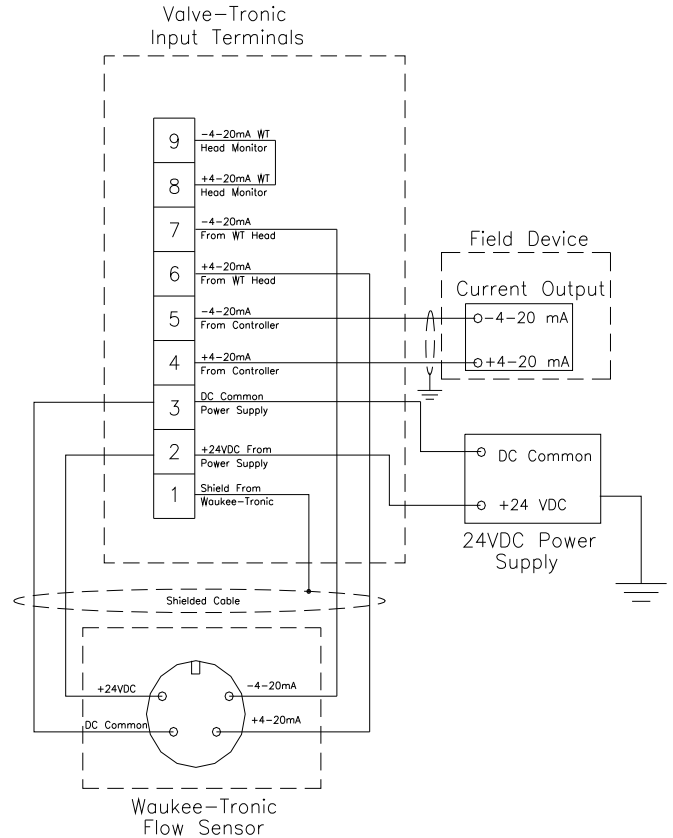 Valve-Tronic
Input Terminals
9
-4-20mA WT
Head Monitor
8
+4-20mA WT
Head Monitor
7
-4-20mA
From WT Head
6
+4-20mA
From WT Head
5
-4-20mA
From Controller
4
+4-20mA
From Controller
3
DC Common
Power Supply
2
+24VDC From
Power Supply
1
Shield From
Waukee-Tronic
Field Device
Current Output
-4-20 mA
+4-20 mA
DC Common
+24 VDC
24VDC Power
Supply
Shielded Cable
+24VDC
-4-20mA
DC Common
+4-20mA
Waukee-Tronic
Flow Sensor